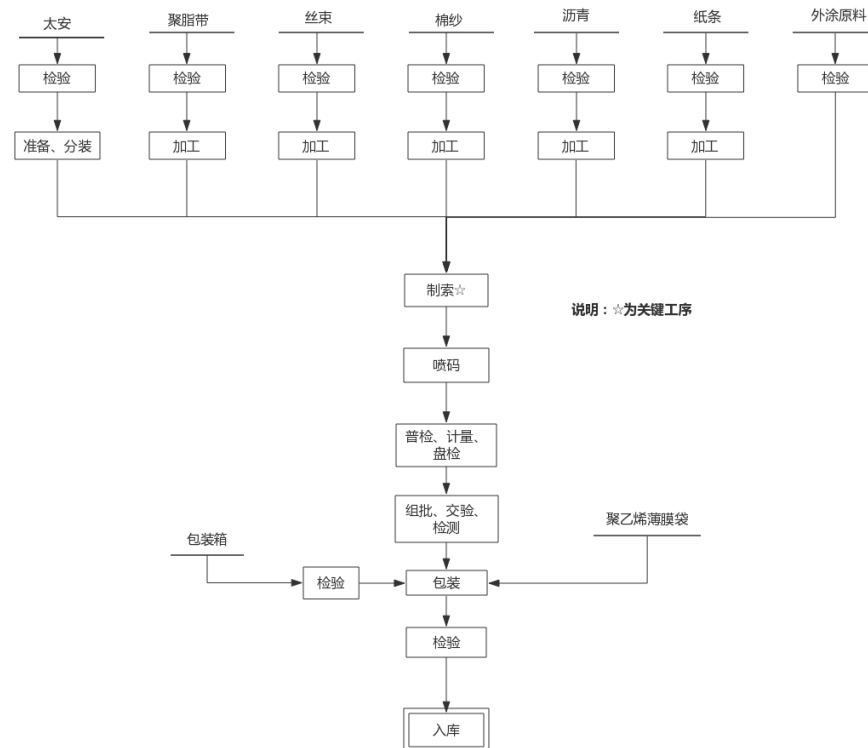 太安
聚脂带
丝束
棉纱
沥青
纸条
外涂原料
检验
检验
检验
检验
检验
检验
检验
准备、分装
加工
加工
加工
加工
加工
制索☆
说明：☆为关键工序
喷码
普检、计量、
盘检
组批、交验、
检测
聚乙烯薄膜袋
包装箱
检验
包装
检验
入库